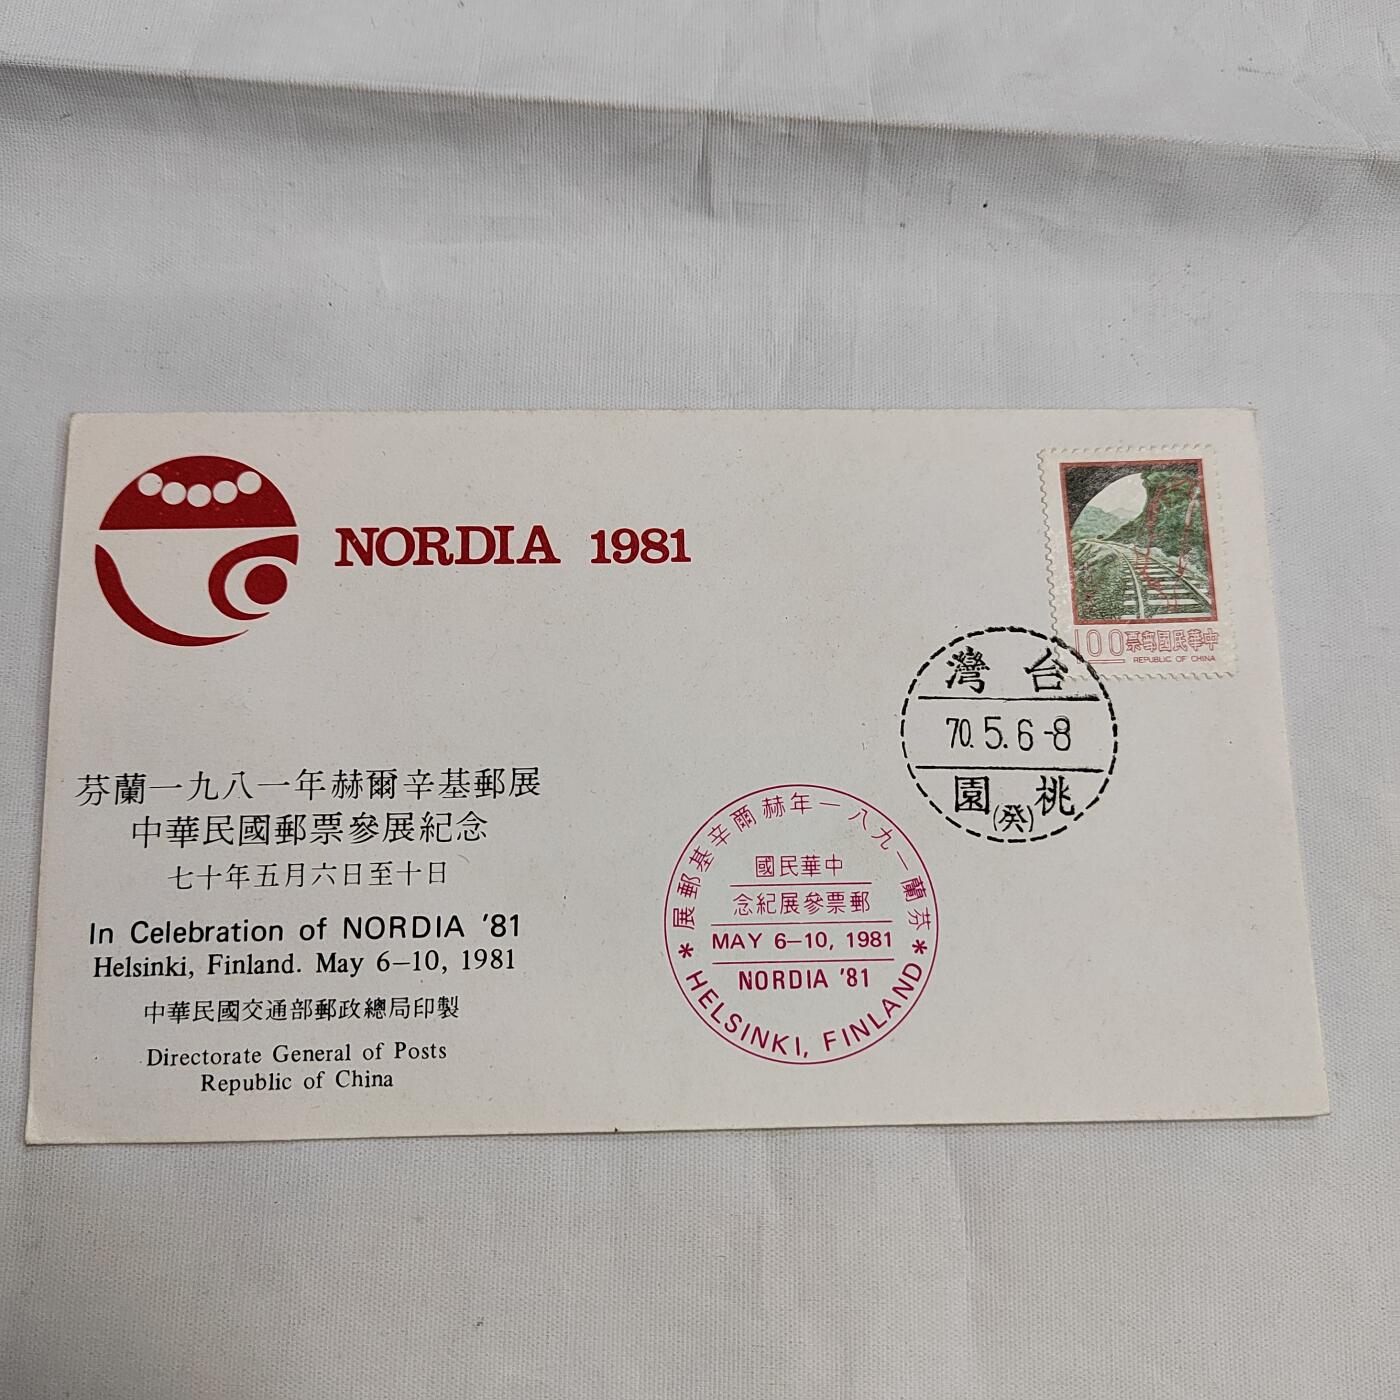 NORDIA 1981
100 中華民國郵票
REPUBLIC OF CHINA
台灣
70.5.6-8
桃園
(癸)
芬蘭一九八一年赫爾辛基郵展
中華民國郵票參展紀念
七十年五月六日至十日
In Celebration of NORDIA '81
Helsinki, Finland. May 6–10, 1981
中華民國交通部郵政總局印製
Directorate General of Posts
Republic of China
芬蘭一九八一年赫爾辛基郵展
中華民國
郵票參展紀念
MAY 6–10, 1981
NORDIA '81
* HELSINKI, FINLAND *